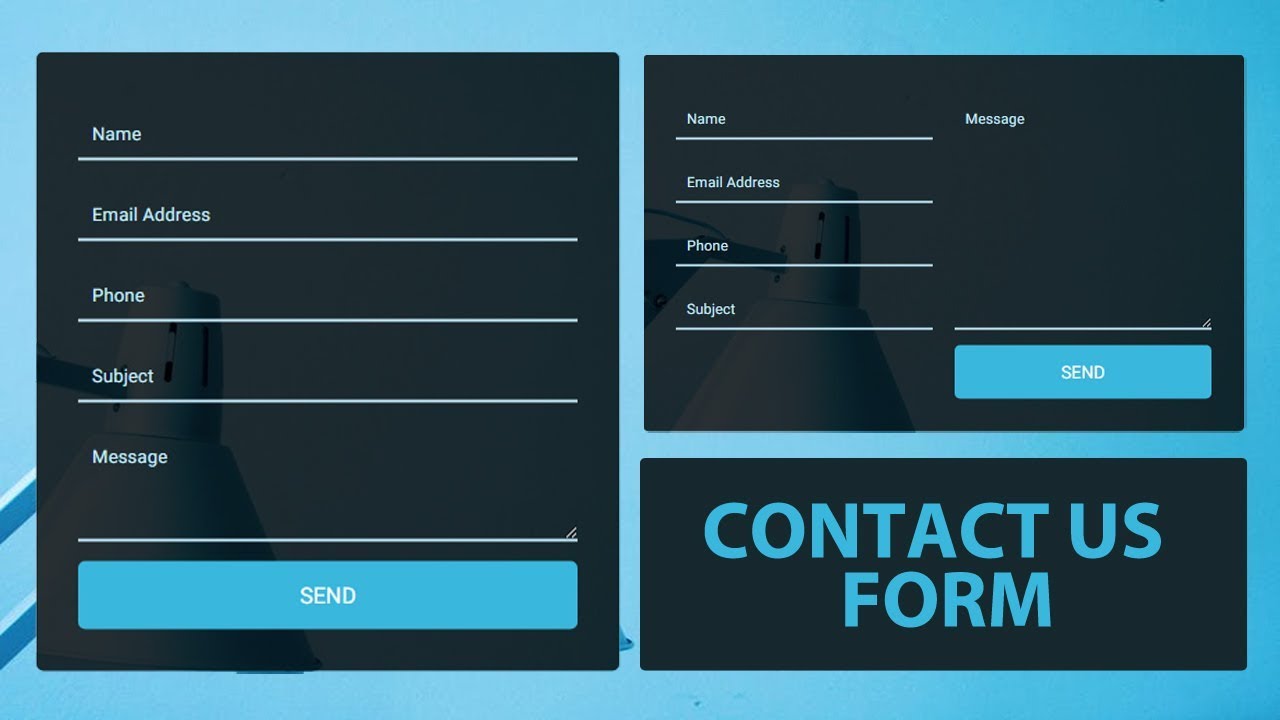 Name
Email Address
Phone
Subject
Message
SEND
Name
Email Address
Phone
Subject
Message
SEND
CONTACT US
FORM